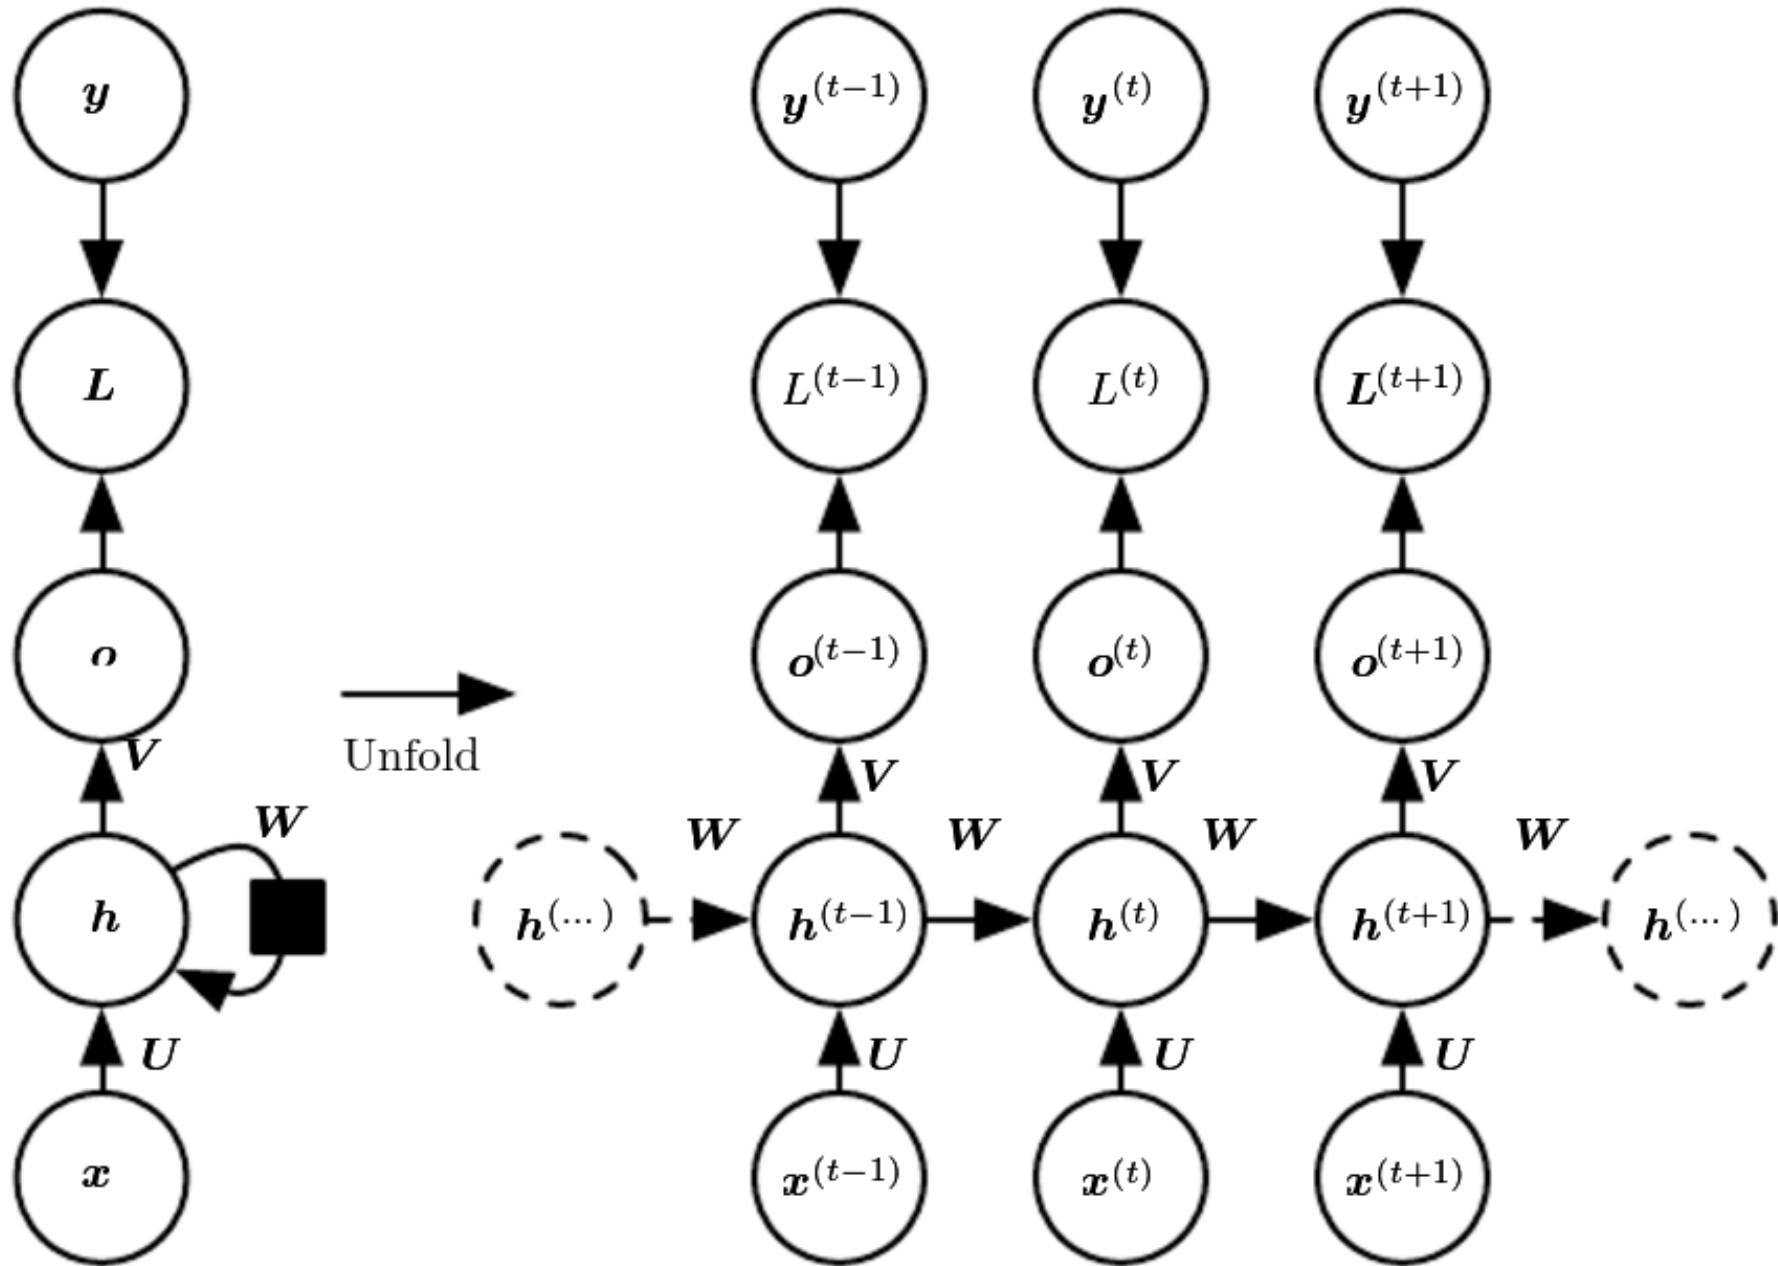 y y^(t−1) y^(t) y^(t+1)
L L^(t−1) L^(t) L^(t+1)
o o^(t−1) o^(t) o^(t+1)
Unfold
V V V V
W W W W W
h h^(...) h^(t−1) h^(t) h^(t+1) h^(...)
U U U U
x x^(t−1) x^(t) x^(t+1)